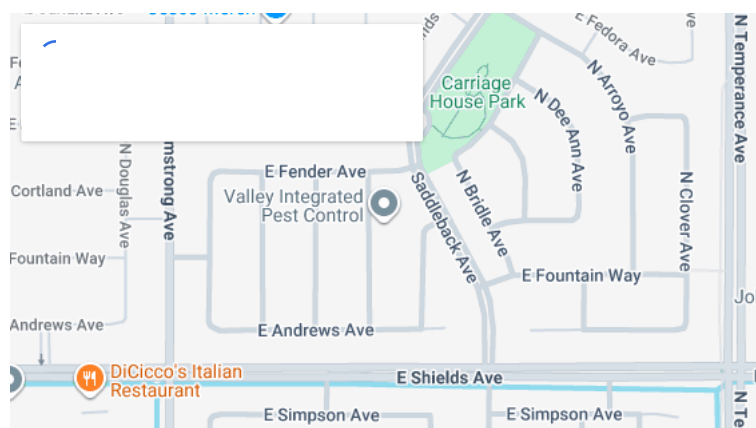 E Fedora Ave
N Temperance Ave
Carriage
House Park
N Arroyo Ave
N Dee Ann Ave
N Douglas Ave
E Fender Ave
Cortland Ave
Valley Integrated
Pest Control
Saddleback Ave
N Bridle Ave
N Clover Ave
Fountain Way
E Fountain Way
Andrews Ave
E Andrews Ave
DiCicco's Italian
Restaurant
E Shields Ave
E Simpson Ave
E Simpson Ave